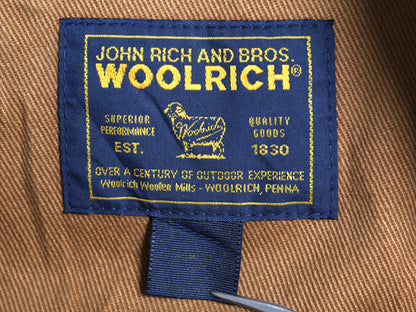 JOHN RICH AND BROS.
WOOLRICH®
SUPERIOR PERFORMANCE
Woolrich
QUALITY GOODS
EST. 1830
OVER A CENTURY OF OUTDOOR EXPERIENCE
Woolrich Woolen Mills - WOOLRICH, PENNA